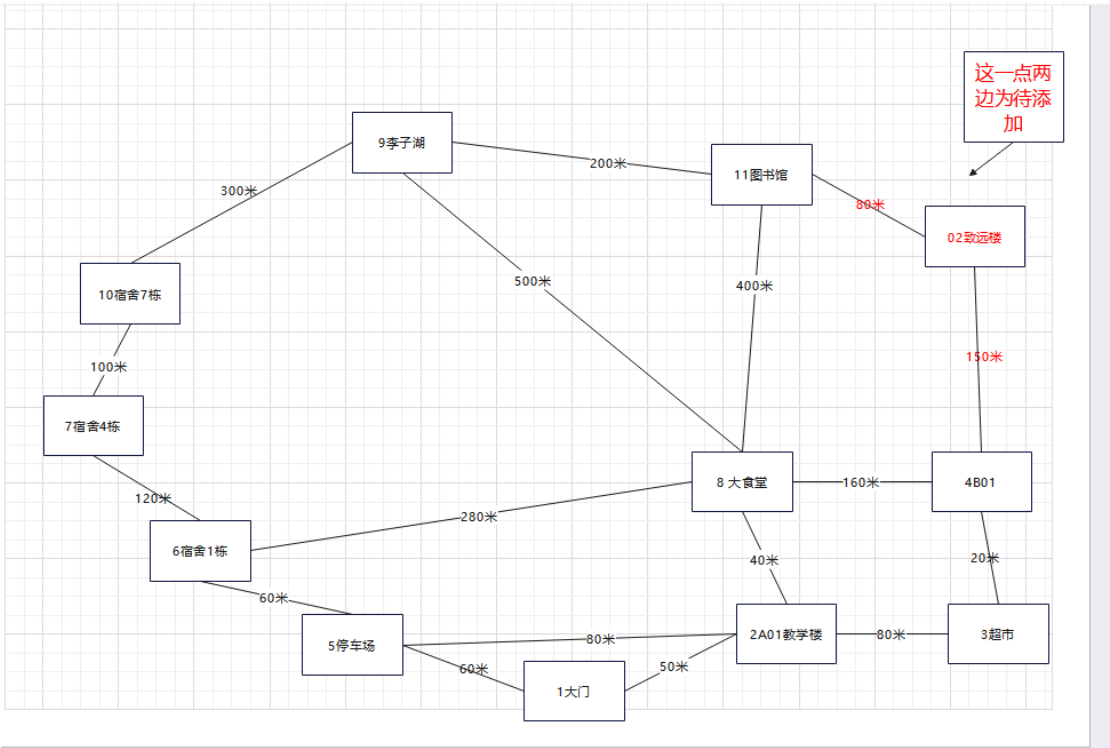 这一点两
边为待添
加
9李子湖
200米
11图书馆
80米
300米
02致远楼
500米
400米
10宿舍7栋
100米
150米
7宿舍4栋
8 大食堂
160米
4B01
120米
280米
6宿舍1栋
40米
20米
60米
5停车场
80米
2A01教学楼
80米
3超市
60米
50米
1大门